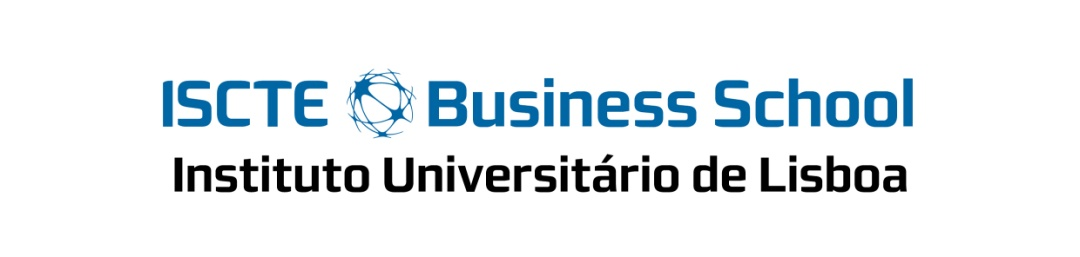 ISCTE Business School
Instituto Universitário de Lisboa